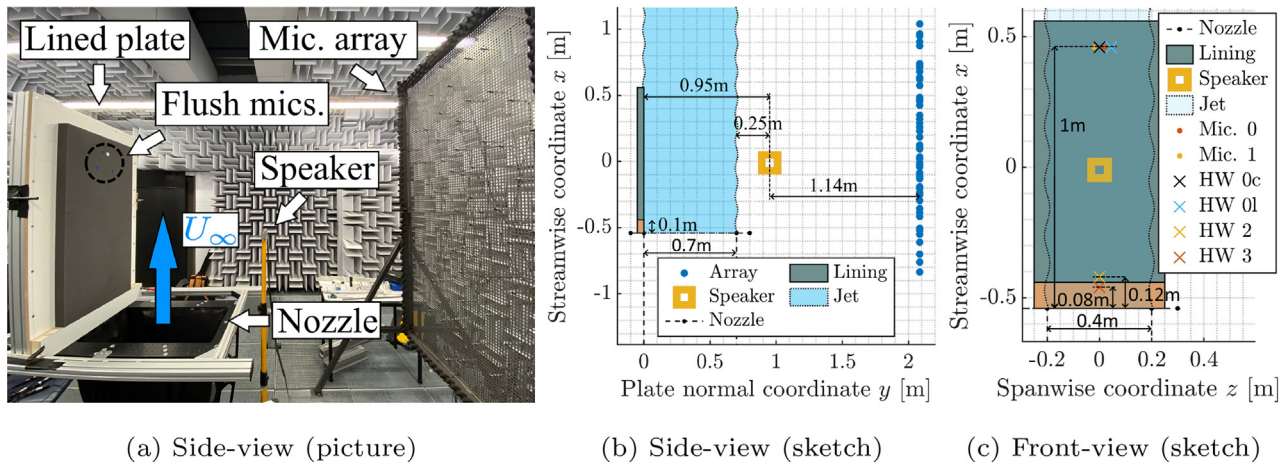 Lined plate
Mic. array
Flush mics.
Speaker
U∞
Nozzle
(a) Side-view (picture)
Streamwise coordinate x [m]
1
0.5
0
-0.5
-1
0.95m
0.25m
1.14m
0.1m
0.7m
Array
Speaker
Nozzle
Lining
Jet
0
0.5
1
1.5
2
Plate normal coordinate y [m]
(b) Side-view (sketch)
Streamwise coordinate x [m]
0.5
0
-0.5
1m
0.08m
0.12m
0.4m
Nozzle
Lining
Speaker
Jet
Mic. 0
Mic. 1
HW 0c
HW 0l
HW 2
HW 3
-0.2
0
0.2
0.4
Spanwise coordinate z [m]
(c) Front-view (sketch)